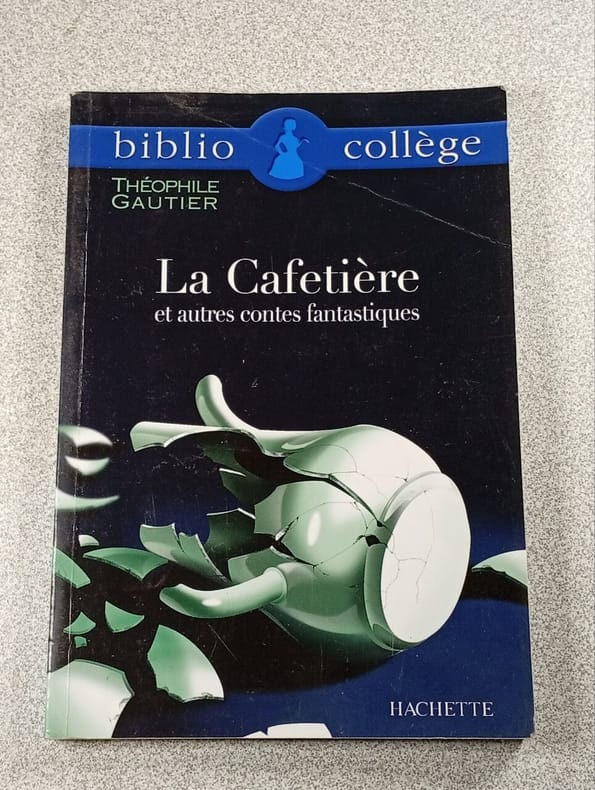 biblio collège
THÉOPHILE
GAUTIER
La Cafetière
et autres contes fantastiques
HACHETTE